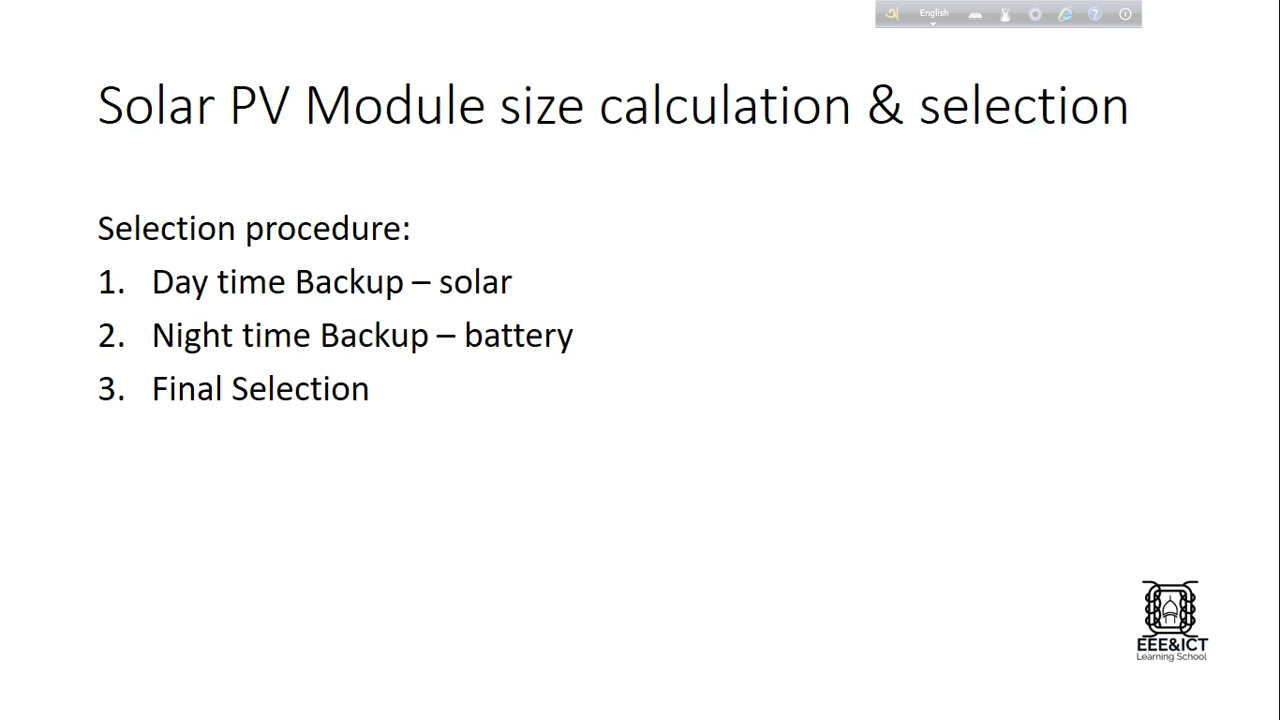 অ English
Solar PV Module size calculation & selection
Selection procedure:
1. Day time Backup – solar
2. Night time Backup – battery
3. Final Selection
EEE&ICT
Learning School